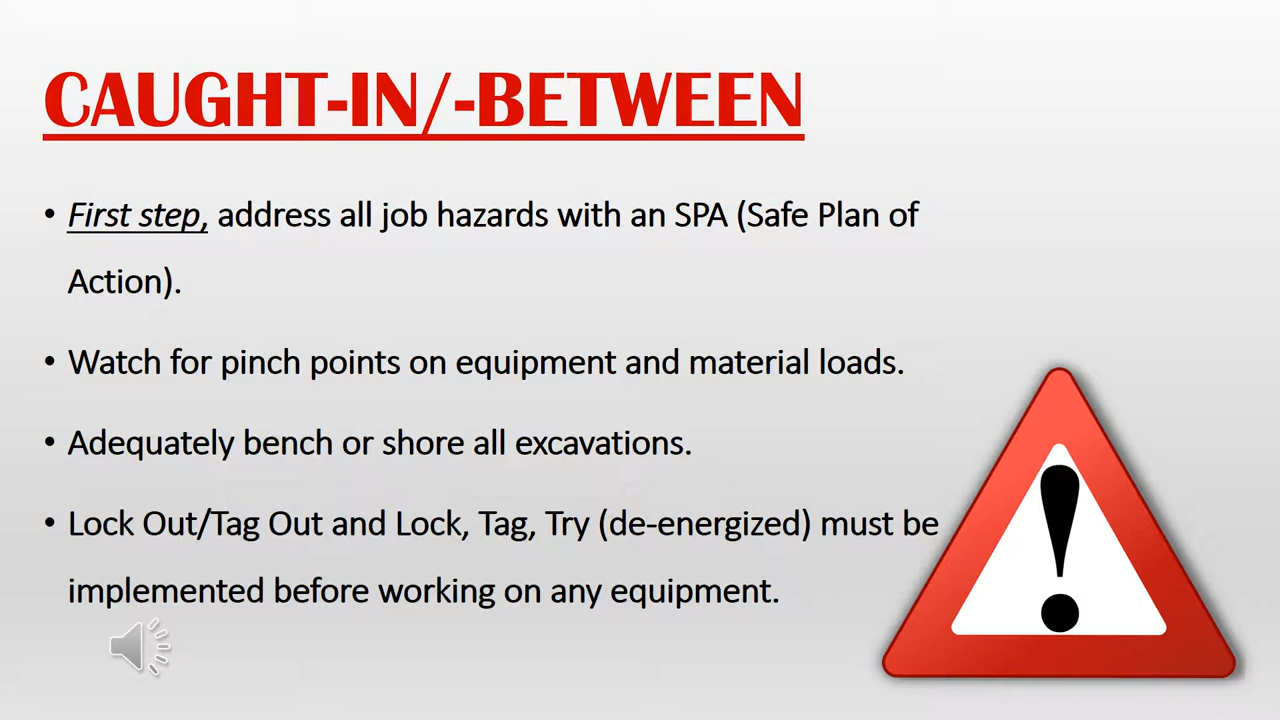 CAUGHT-IN/-BETWEEN
• First step, address all job hazards with an SPA (Safe Plan of
Action).
• Watch for pinch points on equipment and material loads.
• Adequately bench or shore all excavations.
• Lock Out/Tag Out and Lock, Tag, Try (de-energized) must be
implemented before working on any equipment.
!